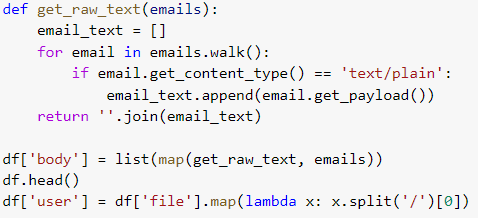 def get_raw_text(emails):
    email_text = []
    for email in emails.walk():
        if email.get_content_type() == 'text/plain':
            email_text.append(email.get_payload())
    return ''.join(email_text)

df['body'] = list(map(get_raw_text, emails))
df.head()
df['user'] = df['file'].map(lambda x: x.split('/')[0])